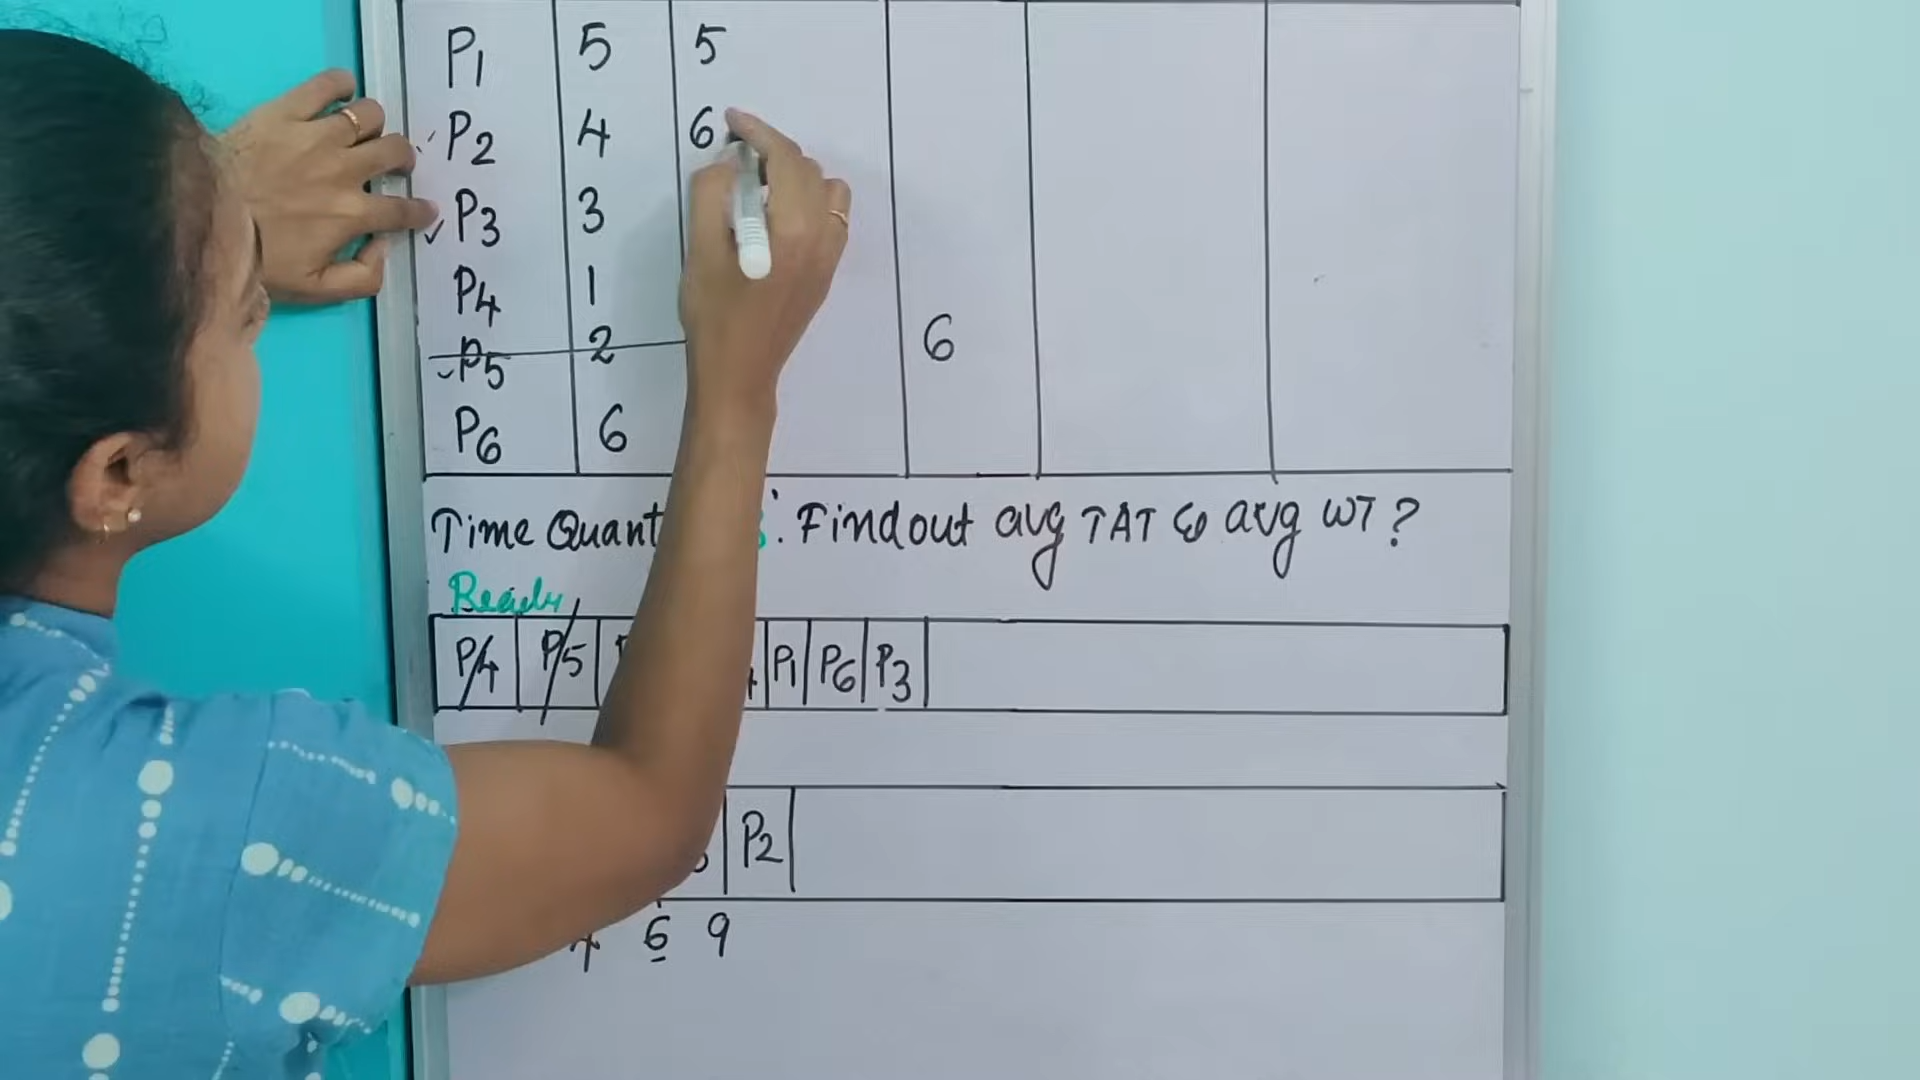 P1 5 5
P2 4 6
P3 3
P4 1 6
P5 2
P6 6
Time Quant : Findout avg TAT & avg WT?
Ready
P4 P5 P1 P6 P3
P2
6 9